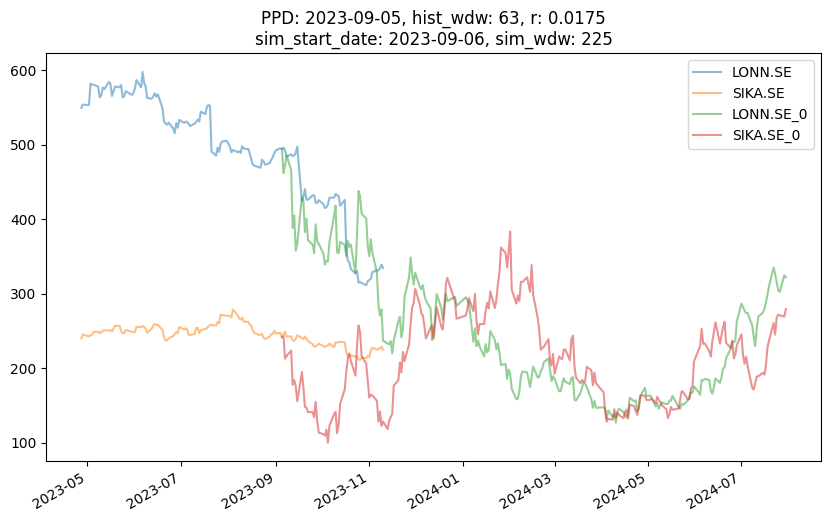 PPD: 2023-09-05, hist_wdw: 63, r: 0.0175
sim_start_date: 2023-09-06, sim_wdw: 225
LONN.SE
SIKA.SE
LONN.SE_0
SIKA.SE_0
600
500
400
300
200
100
2023-05
2023-07
2023-09
2023-11
2024-01
2024-03
2024-05
2024-07